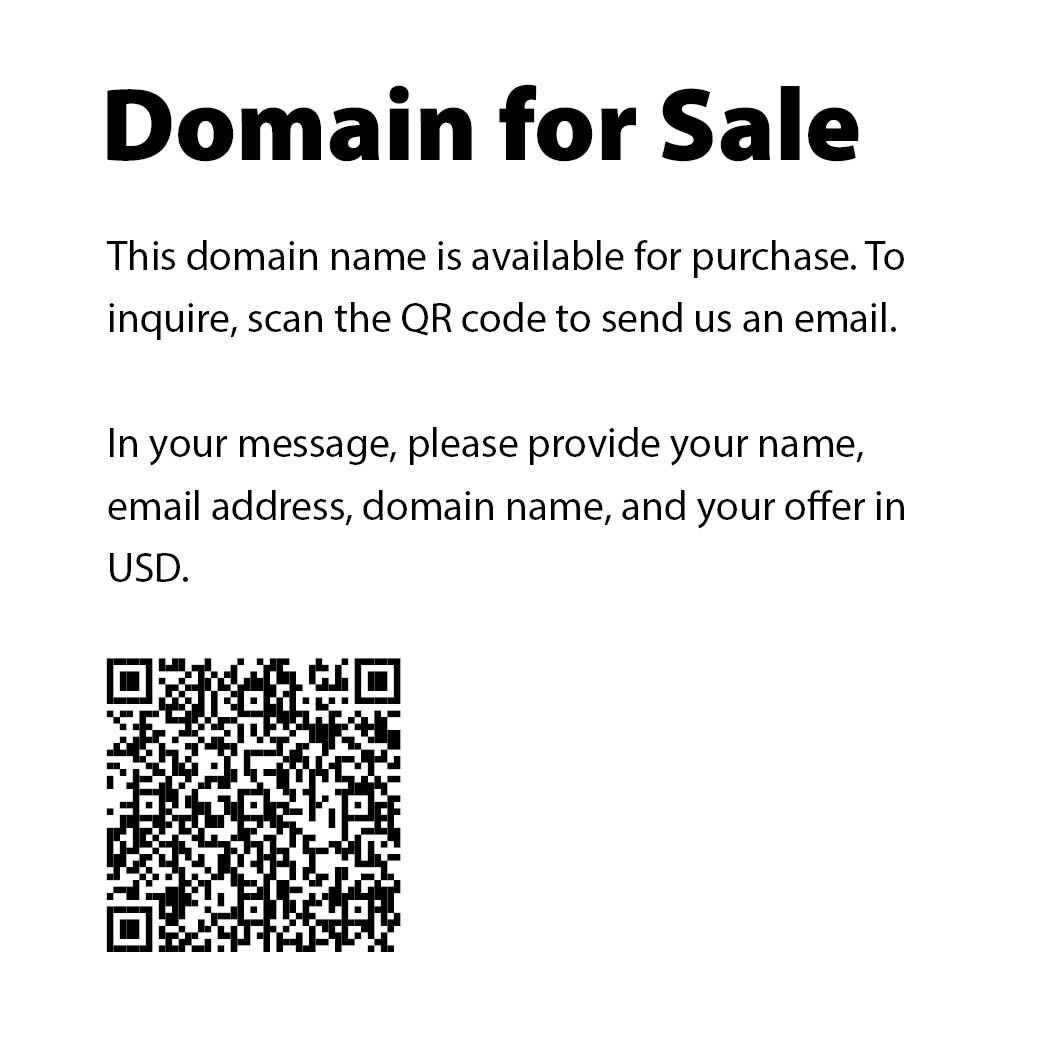 Domain for Sale
This domain name is available for purchase. To
inquire, scan the QR code to send us an email.
In your message, please provide your name,
email address, domain name, and your offer in
USD.